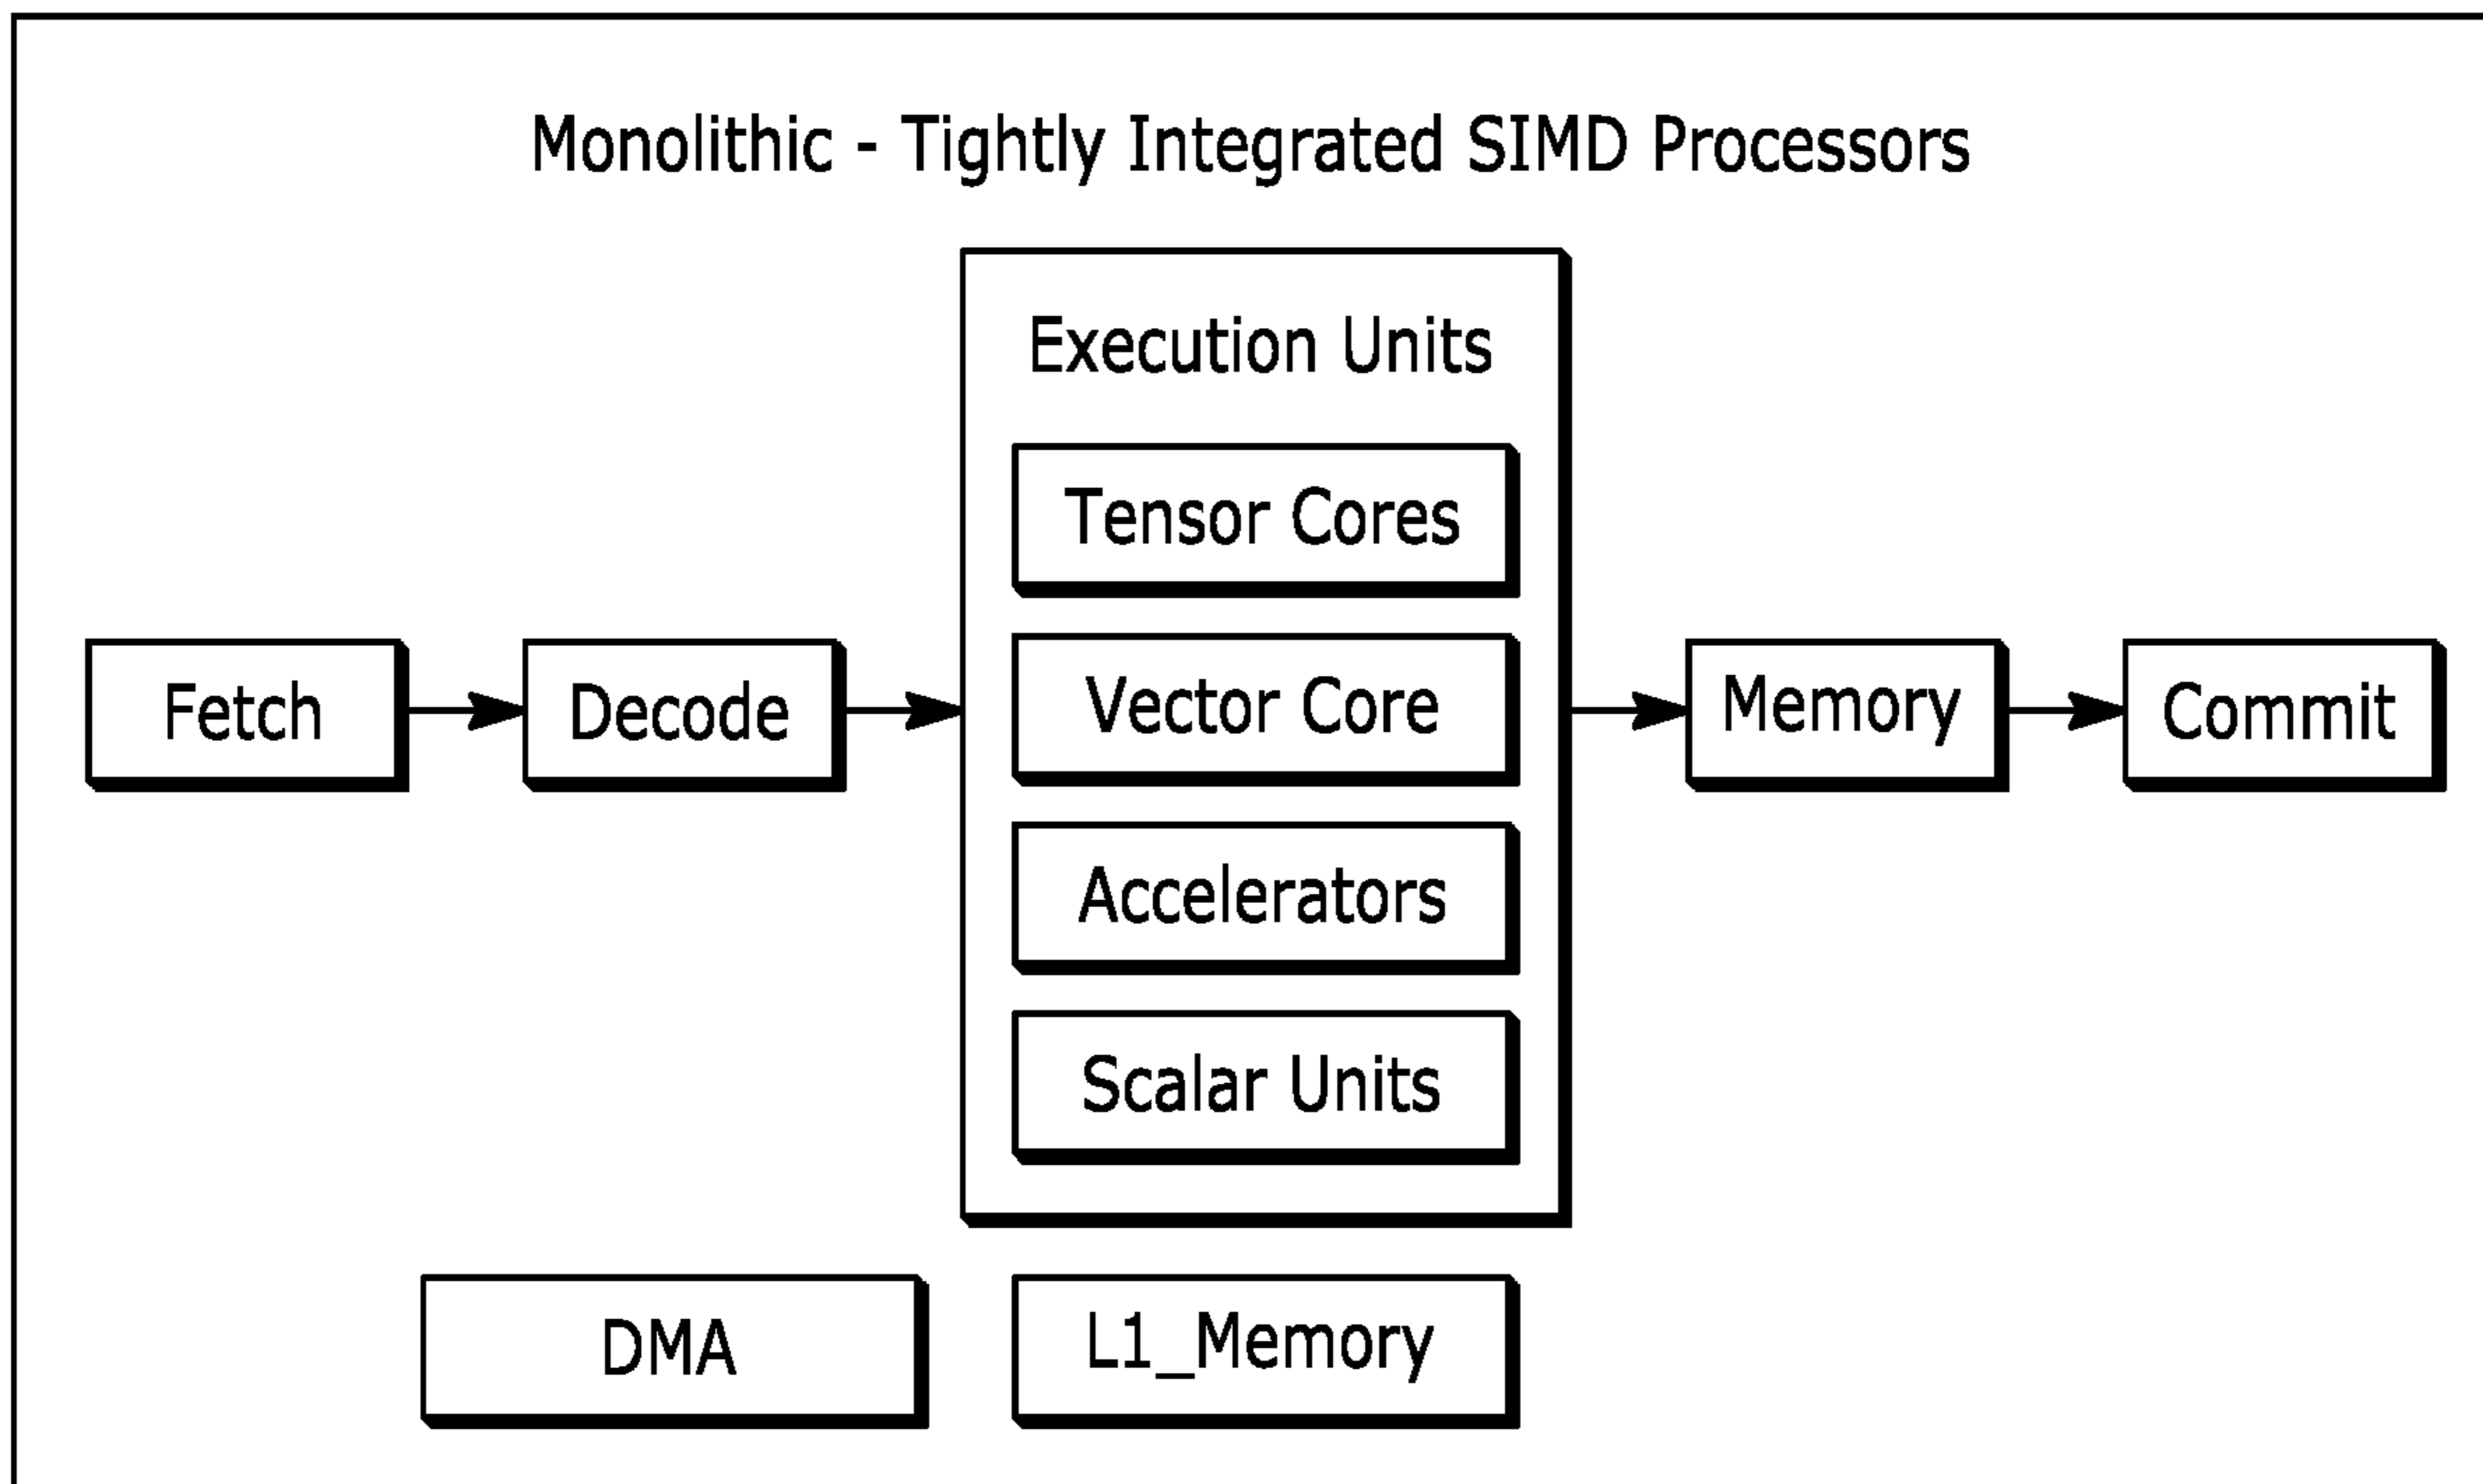 Monolithic - Tightly Integrated SIMD Processors
Execution Units
Tensor Cores
Fetch
Decode
Vector Core
Memory
Commit
Accelerators
Scalar Units
DMA
L1_Memory